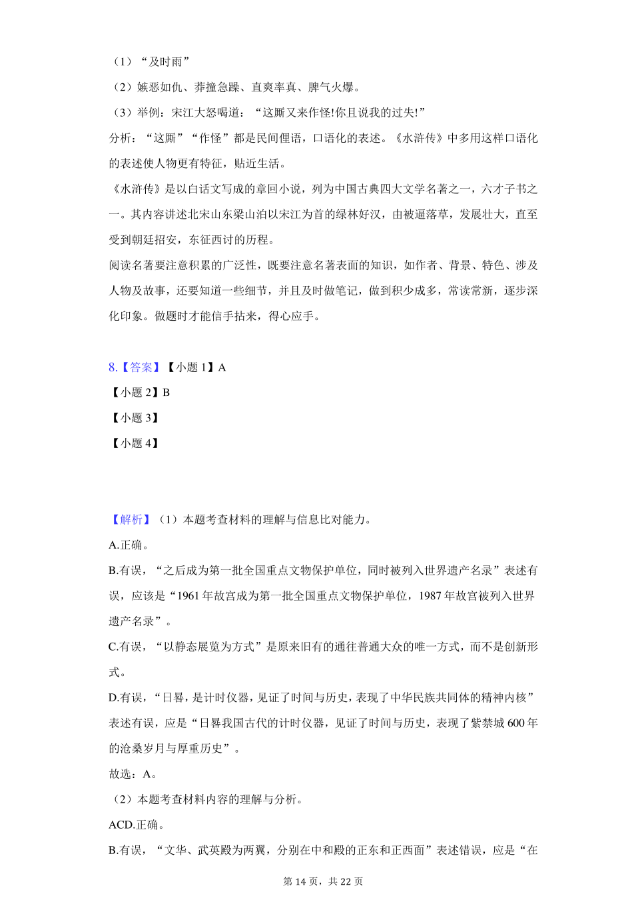 （1）“及时雨”
（2）嫉恶如仇、莽撞急躁、直爽率真、脾气火爆。
（3）举例：宋江大怒喝道：“这厮又来作怪!你且说我的过失!”
分析：“这厮”“作怪”都是民间俚语，口语化的表述。《水浒传》中多用这样口语化
的表述使人物更有特征，贴近生活。
《水浒传》是以白话文写成的章回小说，列为中国古典四大文学名著之一，六才子书之
一。其内容讲述北宋山东梁山泊以宋江为首的绿林好汉，由被逼落草，发展壮大，直至
受到朝廷招安，东征西讨的历程。
阅读名著要注意积累的广泛性，既要注意名著表面的知识，如作者、背景、特色、涉及
人物及故事，还要知道一些细节，并且及时做笔记，做到积少成多，常读常新，逐步深
化印象。做题时才能信手拈来，得心应手。
8.【答案】【小题1】A
【小题2】B
【小题3】
【小题4】
【解析】（1）本题考查材料的理解与信息比对能力。
A.正确。
B.有误，“之后成为第一批全国重点文物保护单位，同时被列入世界遗产名录”表述有
误，应该是“1961年故宫成为第一批全国重点文物保护单位，1987年故宫被列入世界
遗产名录”。
C.有误，“以静态展览为方式”是原来旧有的通往普通大众的唯一方式，而不是创新形
式。
D.有误，“日晷，是计时仪器，见证了时间与历史，表现了中华民族共同体的精神内核”
表述有误，应是“日晷我国古代的计时仪器，见证了时间与历史，表现了紫禁城600年
的沧桑岁月与厚重历史”。
故选：A。
（2）本题考查材料内容的理解与分析。
ACD.正确。
B.有误，“文华、武英殿为两翼，分别在中和殿的正东和正西面”表述错误，应是“在
第14页，共22页